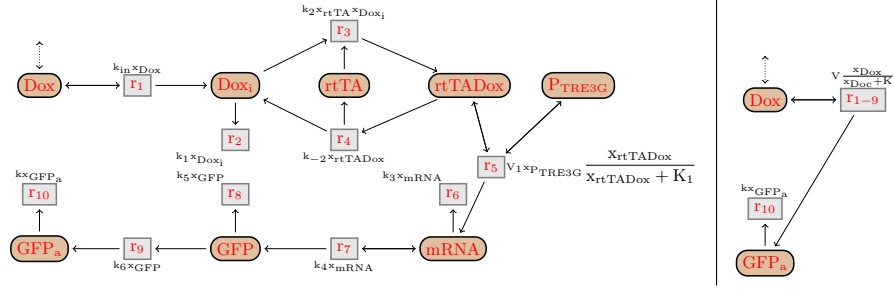 k₂x_rtTA x_Doxᵢ
r₃
k_in x_Dox
Dox
r₁
Doxᵢ
rtTA
rtTADox
P_TRE3G
r₂
k₁x_Doxᵢ
r₄
k₋₂x_rtTADox
r₅
V₁x_P_TRE3G x_rtTADox / (x_rtTADox + K₁)
kx_GFPₐ
r₁₀
k₅x_GFP
r₈
k₃x_mRNA
r₆
GFPₐ
r₉
k₆x_GFP
GFP
r₇
k₄x_mRNA
mRNA
V x_Dox / (x_Doc + K)
Dox
r₁₋₉
kx_GFPₐ
r₁₀
GFPₐ